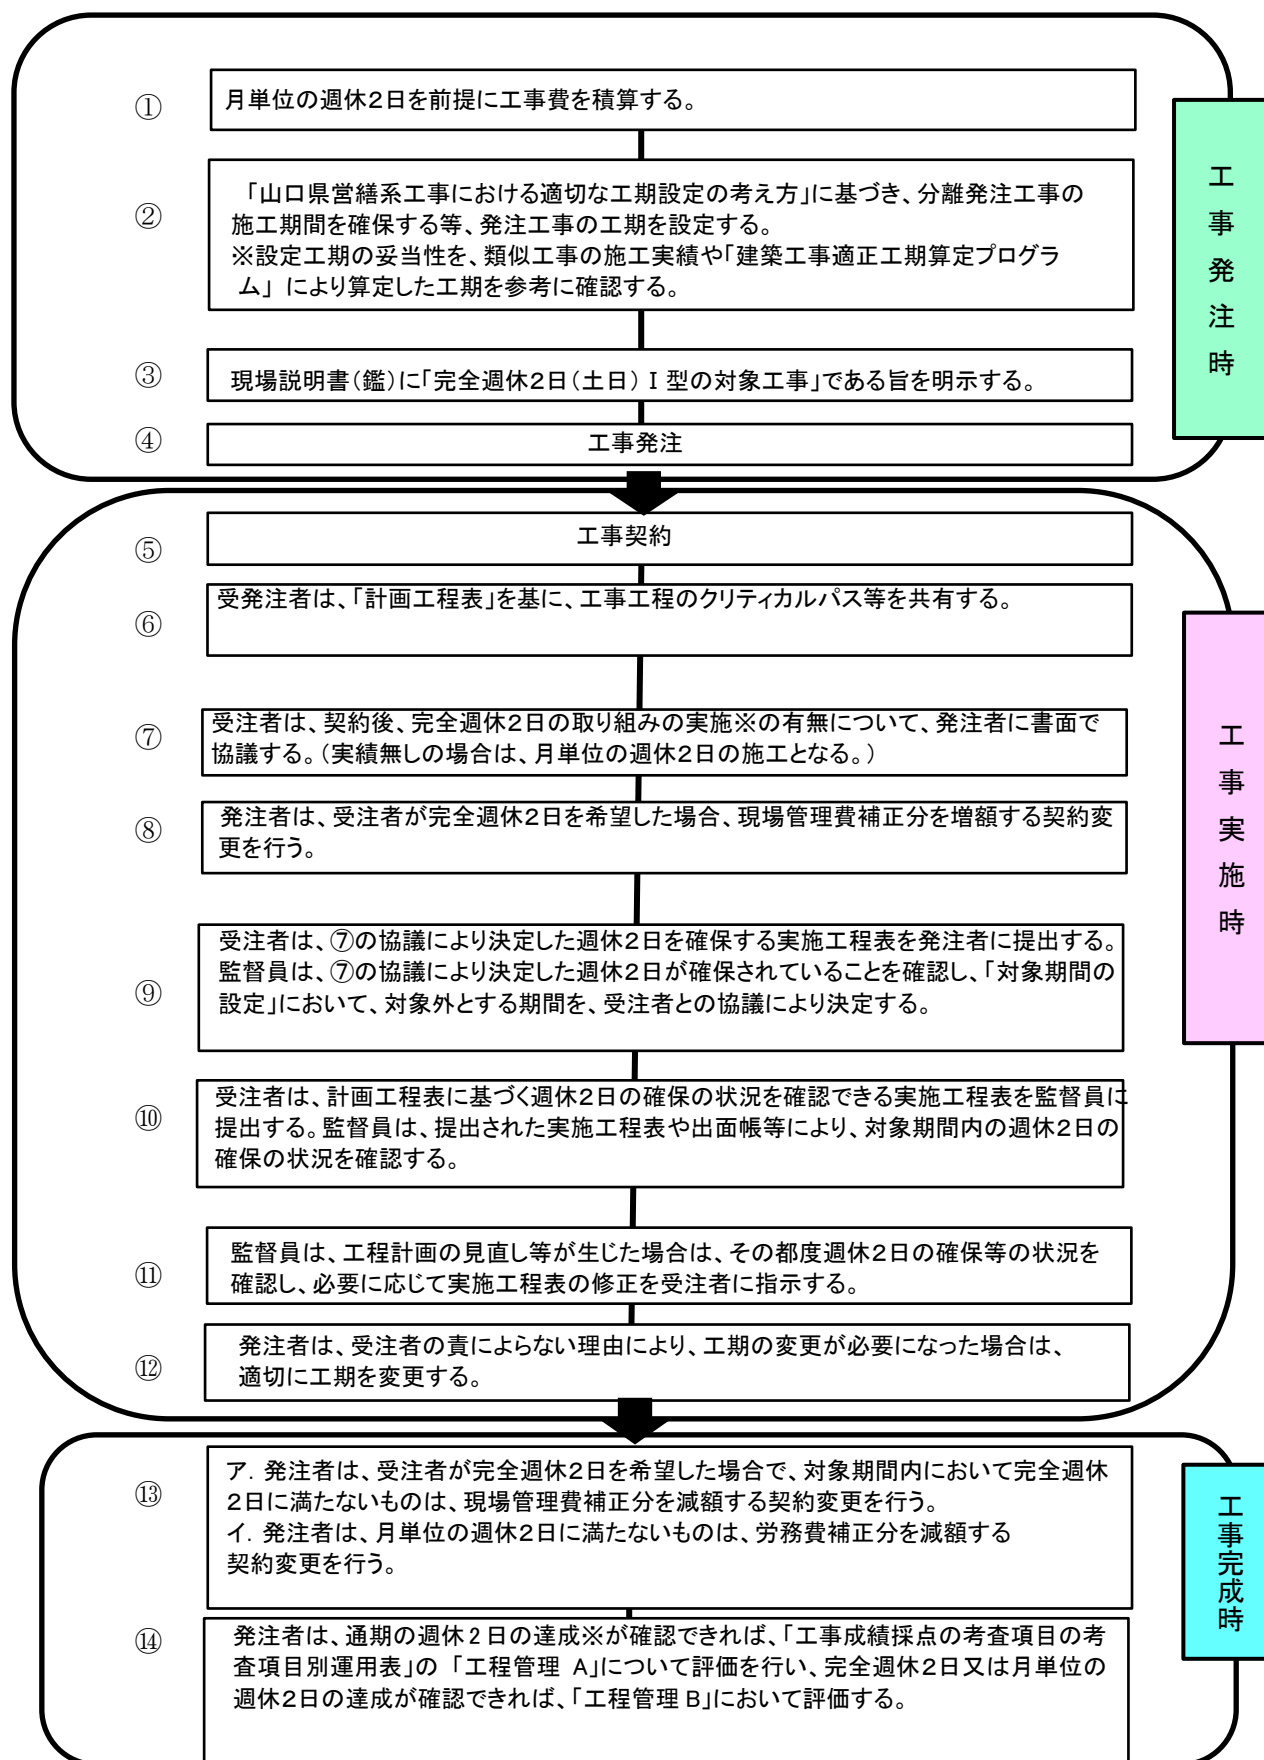 ①
月単位の週休2日を前提に工事費を積算する。
②
「山口県営繕系工事における適切な工期設定の考え方」に基づき、分離発注工事の
施工期間を確保する等、発注工事の工期を設定する。
※設定工期の妥当性を、類似工事の施工実績や「建築工事適正工期算定プログラ
ム」 により算定した工期を参考に確認する。
③
現場説明書(鑑)に「完全週休2日(土日)Ⅰ型の対象工事」である旨を明示する。
④
工事発注
工事発注時
⑤
工事契約
⑥
受発注者は、「計画工程表」を基に、工事工程のクリティカルパス等を共有する。
⑦
受注者は、契約後、完全週休2日の取り組みの実施※の有無について、発注者に書面で
協議する。(実績無しの場合は、月単位の週休2日の施工となる。)
⑧
発注者は、受注者が完全週休2日を希望した場合、現場管理費補正分を増額する契約変
更を行う。
⑨
受注者は、⑦の協議により決定した週休2日を確保する実施工程表を発注者に提出する。
監督員は、⑦の協議により決定した週休2日が確保されていることを確認し、「対象期間の
設定」において、対象外とする期間を、受注者との協議により決定する。
⑩
受注者は、計画工程表に基づく週休2日の確保の状況を確認できる実施工程表を監督員に
提出する。監督員は、提出された実施工程表や出面帳等により、対象期間内の週休2日の
確保の状況を確認する。
⑪
監督員は、工程計画の見直し等が生じた場合は、その都度週休2日の確保等の状況を
確認し、必要に応じて実施工程表の修正を受注者に指示する。
⑫
発注者は、受注者の責によらない理由により、工期の変更が必要になった場合は、
適切に工期を変更する。
工事実施時
⑬
ア. 発注者は、受注者が完全週休2日を希望した場合で、対象期間内において完全週休
2日に満たないものは、現場管理費補正分を減額する契約変更を行う。
イ. 発注者は、月単位の週休2日に満たないものは、労務費補正分を減額する
契約変更を行う。
⑭
発注者は、通期の週休2日の達成※が確認できれば、「工事成績採点の考査項目の考
査項目別運用表」の 「工程管理 A」について評価を行い、完全週休2日又は月単位の
週休2日の達成が確認できれば、「工程管理 B」において評価する。
工事完成時